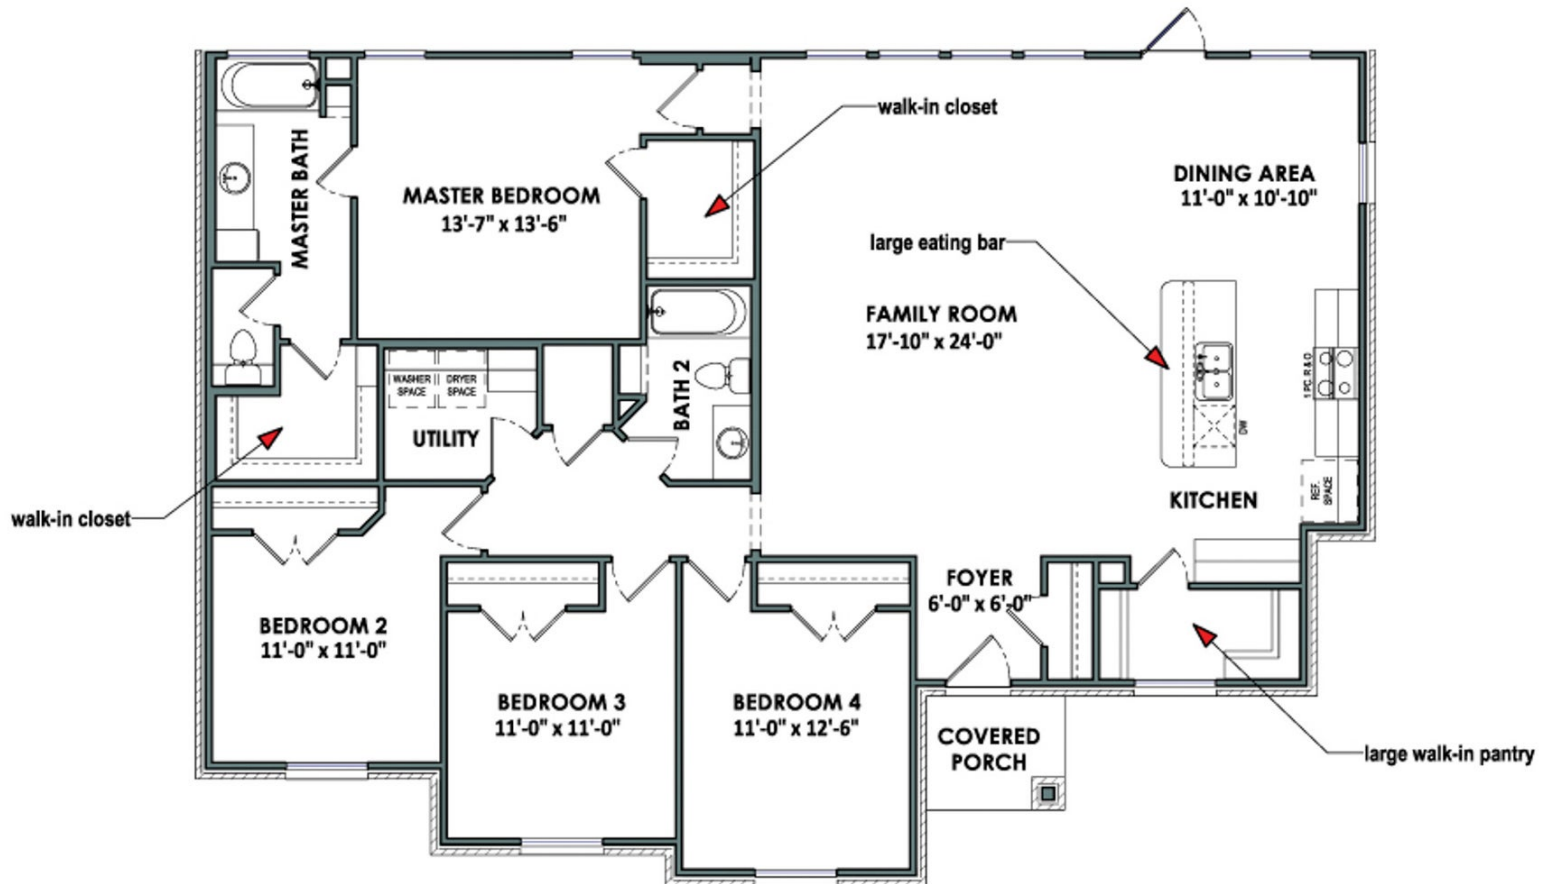 walk-in closet
MASTER BATH
MASTER BEDROOM
13'-7" x 13'-6"
DINING AREA
11'-0" x 10'-10"
large eating bar
FAMILY ROOM
17'-10" x 24'-0"
WASHER
SPACE
DRYER
SPACE
UTILITY
BATH 2
1 PC. R & O
DW
REF.
SPACE
KITCHEN
walk-in closet
FOYER
6'-0" x 6'-0"
BEDROOM 2
11'-0" x 11'-0"
BEDROOM 3
11'-0" x 11'-0"
BEDROOM 4
11'-0" x 12'-6"
COVERED
PORCH
large walk-in pantry